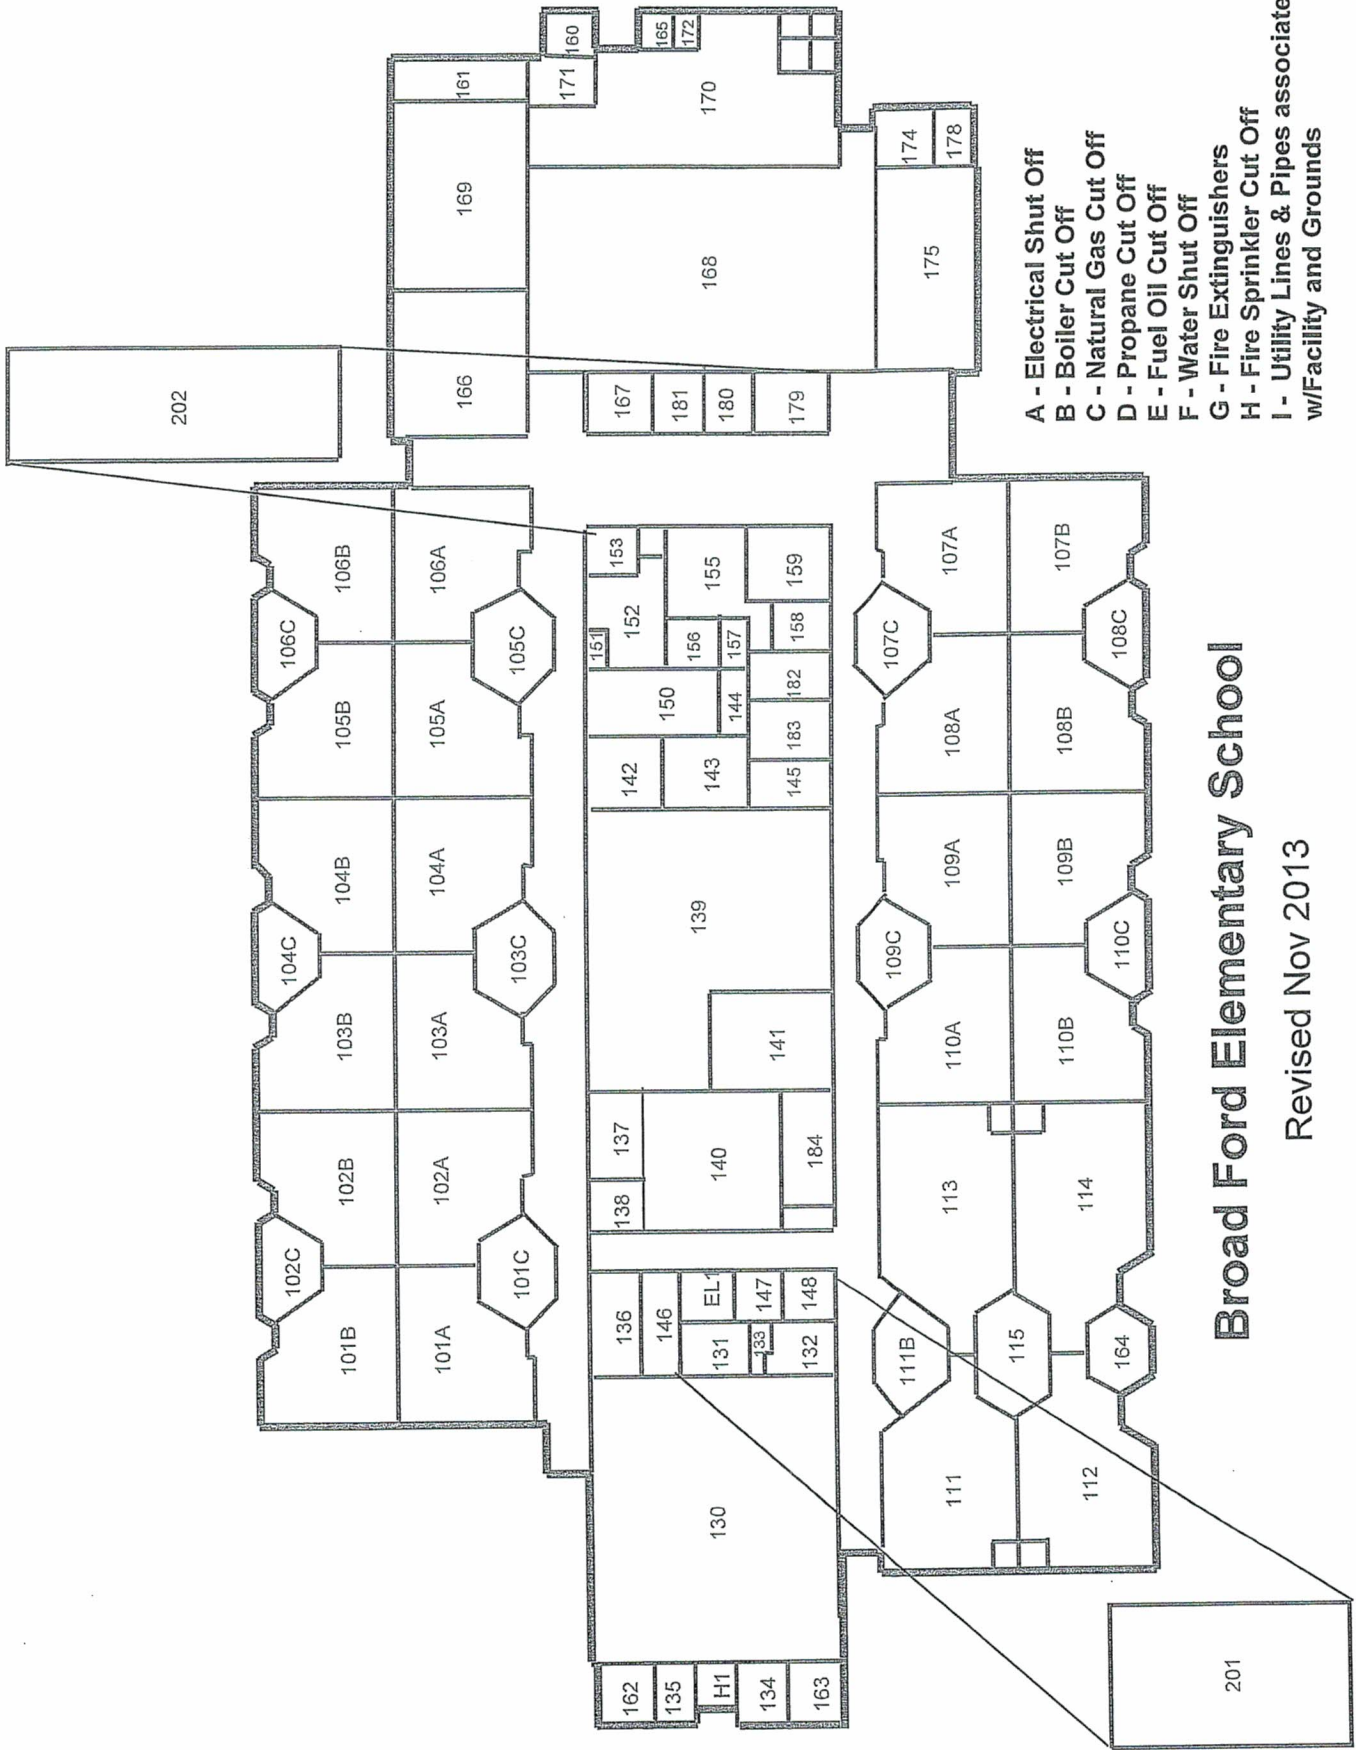 202
106B
106C
105B
104B
104C
103B
102B
102C
101B
106A
105C
105A
104A
103C
103A
102A
101C
101A
161
160
165
172
171
169
170
166
168
174
178
175
167
181
180
179
153
152
151
155
159
156
157
158
150
144
182
183
142
143
145
139
141
137
138
140
184
136
146
EL1
147
148
131
133
132
130
162
135
H1
134
163
107A
107B
107C
108C
108A
108B
109A
109B
109C
110C
110A
110B
113
114
111B
115
164
111
112
201
A - Electrical Shut Off
B - Boiler Cut Off
C - Natural Gas Cut Off
D - Propane Cut Off
E - Fuel Oil Cut Off
F - Water Shut Off
G - Fire Extinguishers
H - Fire Sprinkler Cut Off
I - Utility Lines & Pipes associate
w/Facility and Grounds
Broad Ford Elementary School
Revised Nov 2013